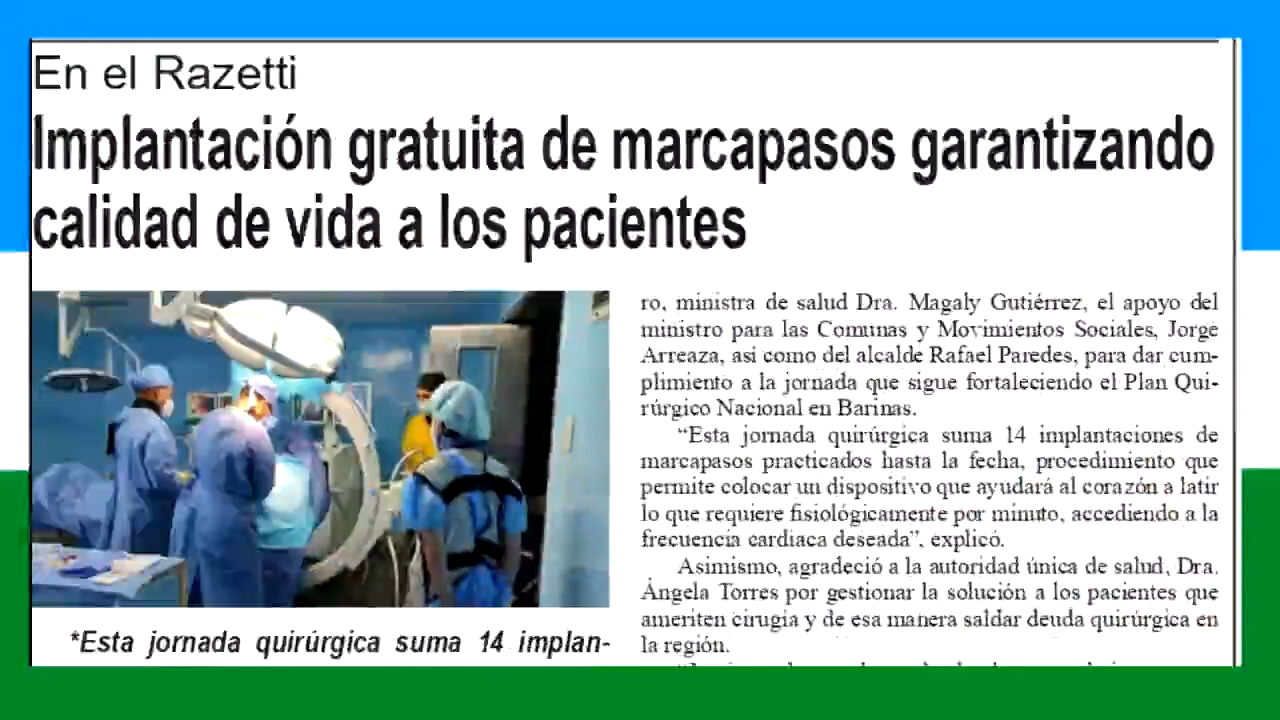 En el Razetti
Implantación gratuita de marcapasos garantizando
calidad de vida a los pacientes
*Esta jornada quirúrgica suma 14 implan-
ro, ministra de salud Dra. Magaly Gutiérrez, el apoyo del
ministro para las Comunas y Movimientos Sociales, Jorge
Arreaza, asi como del alcalde Rafael Paredes, para dar cum-
plimiento a la jornada que sigue fortaleciendo el Plan Qui-
rúrgico Nacional en Barinas.
“Esta jornada quirúrgica suma 14 implantaciones de
marcapasos practicados hasta la fecha, procedimiento que
permite colocar un dispositivo que ayudará al corazón a latir
lo que requiere fisiológicamente por minuto, accediendo a la
frecuencia cardiaca deseada”, explicó.
Asimismo, agradeció a la autoridad única de salud, Dra.
Ángela Torres por gestionar la solución a los pacientes que
ameriten cirugia y de esa manera saldar deuda quirúrgica en
la región.